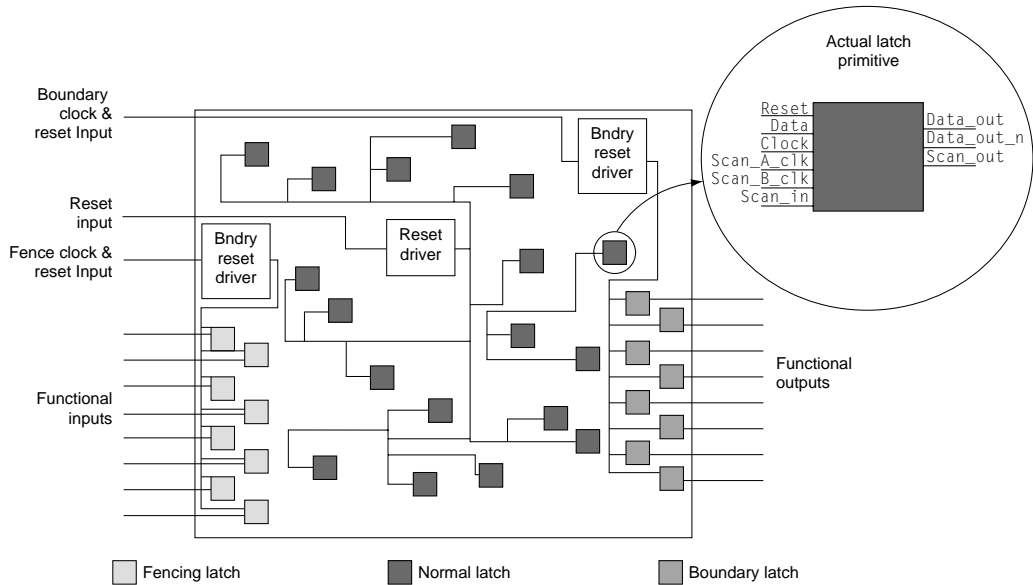 Actual latch
primitive
Reset
Data
Clock
Scan_A_clk
Scan_B_clk
Scan_in
Data_out
Data_out_n
Scan_out
Boundary
clock &
reset Input
Bndry
reset
driver
Reset
input
Reset
driver
Fence clock &
reset Input
Bndry
reset
driver
Functional
inputs
Functional
outputs
Fencing latch
Normal latch
Boundary latch